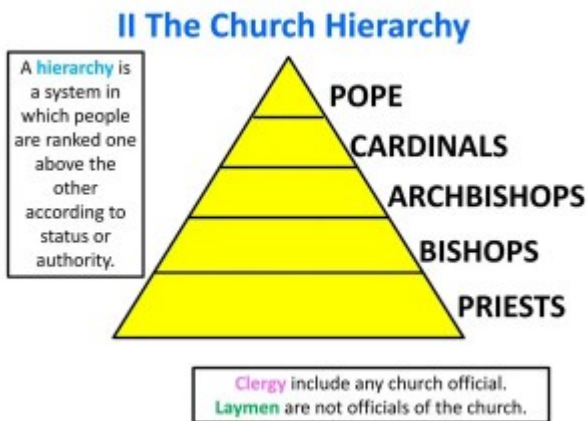 II The Church Hierarchy
A hierarchy is
a system in
which people
are ranked one
above the
other
according to
status or
authority.
POPE
CARDINALS
ARCHBISHOPS
BISHOPS
PRIESTS
Clergy include any church official.
Laymen are not officials of the church.